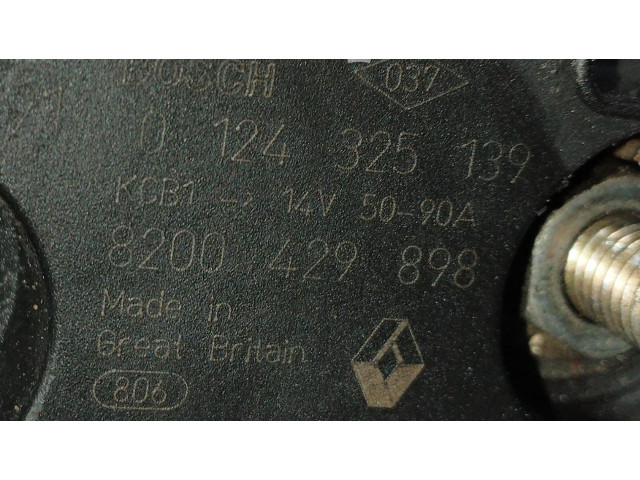 BOSCH 037
0 124 325 139
KCB1 -> 14V 50-90A
8200 429 898
Made in
Great Britain
806